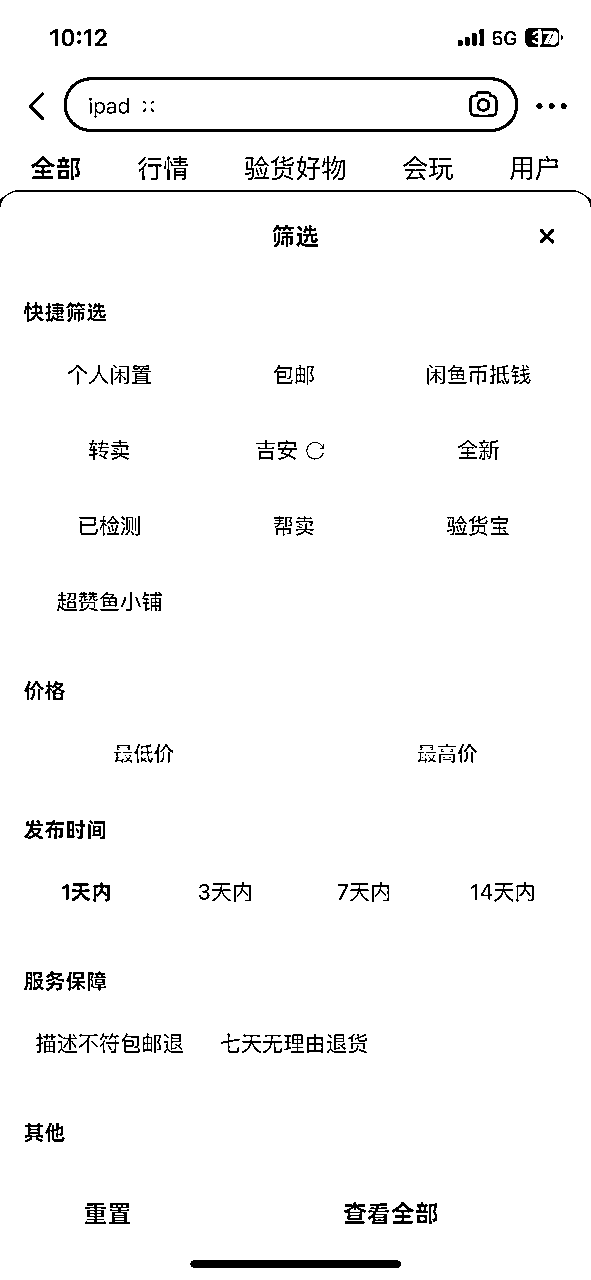 10:12 5G 37
ipad
全部 行情 验货好物 会玩 用户
筛选
快捷筛选
个人闲置 包邮 闲鱼币抵钱
转卖 吉安 全新
已检测 帮卖 验货宝
超赞鱼小铺
价格
最低价 最高价
发布时间
1天内 3天内 7天内 14天内
服务保障
描述不符包邮退 七天无理由退货
其他
重置 查看全部